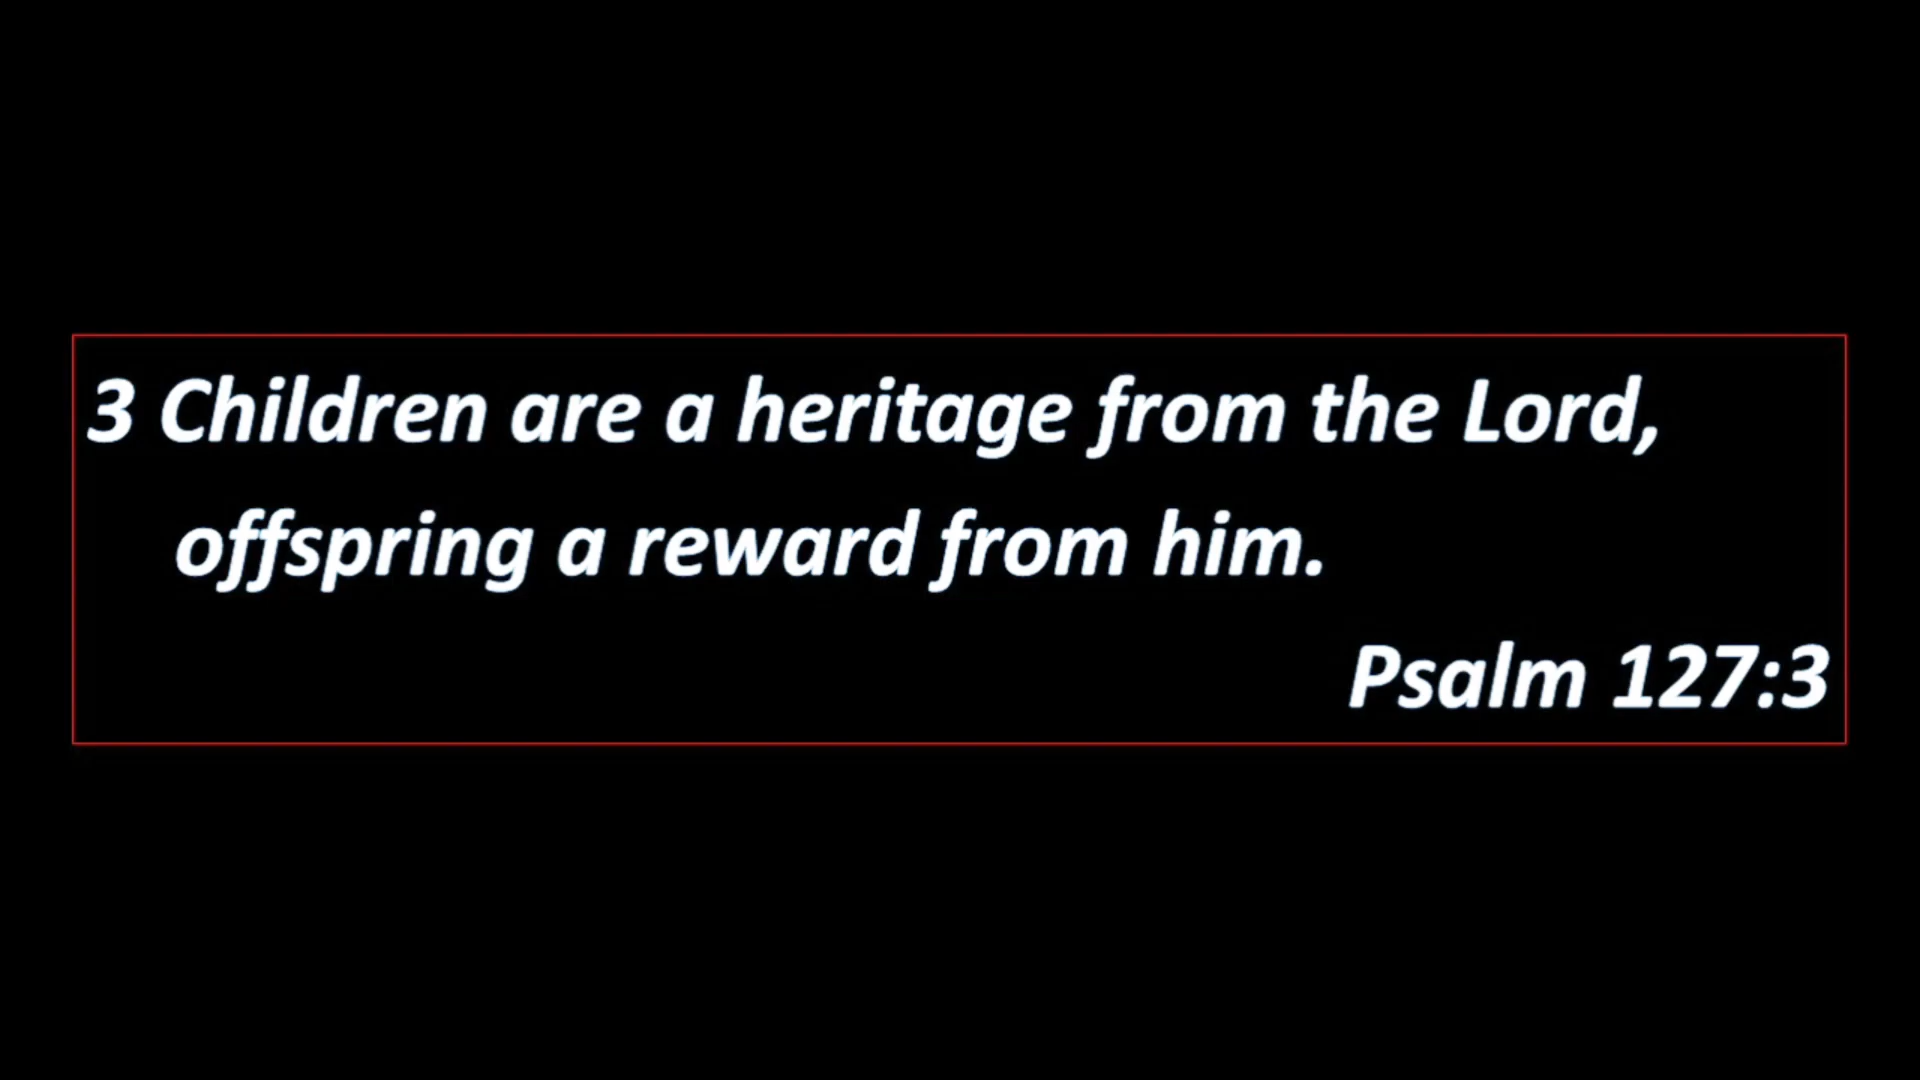 3 Children are a heritage from the Lord,
offspring a reward from him.
Psalm 127:3